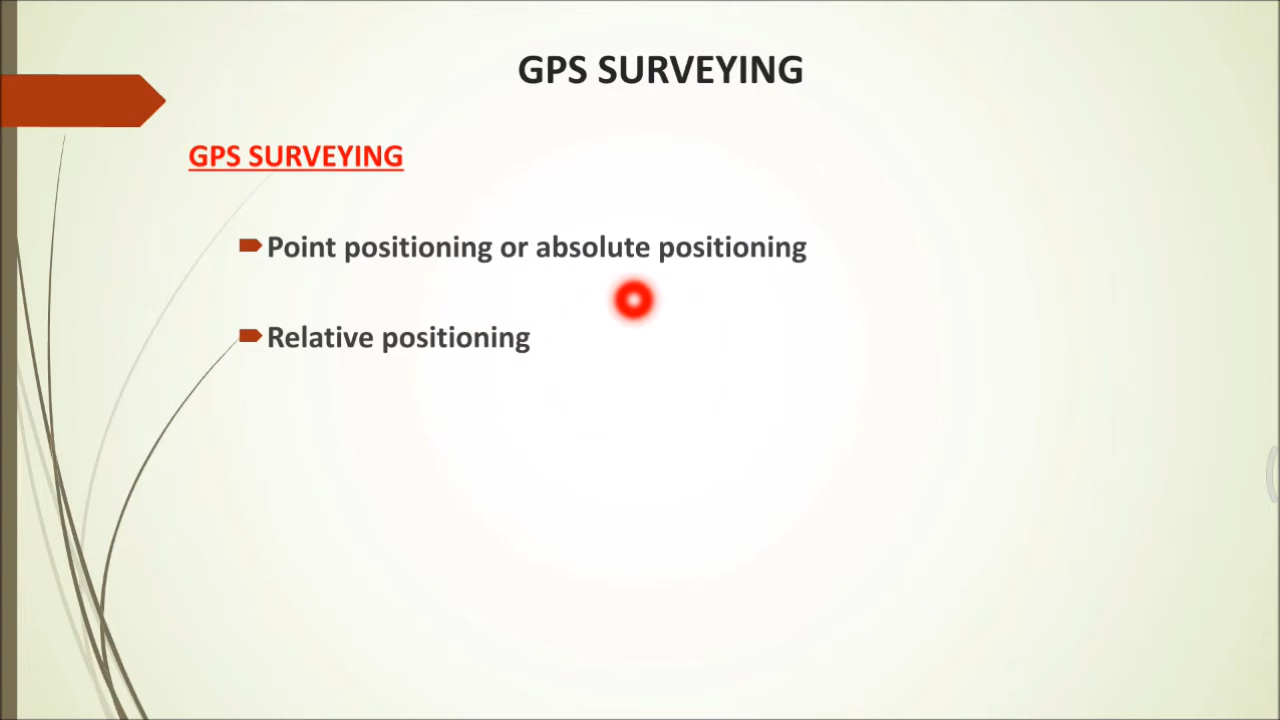 GPS SURVEYING
GPS SURVEYING
Point positioning or absolute positioning
Relative positioning